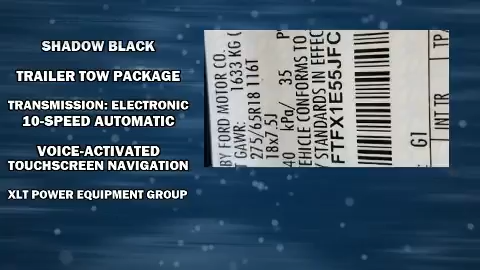 SHADOW BLACK
TRAILER TOW PACKAGE
TRANSMISSION: ELECTRONIC
10-SPEED AUTOMATIC
VOICE-ACTIVATED
TOUCHSCREEN NAVIGATION
XLT POWER EQUIPMENT GROUP
BY FORD MOTOR CO.
GAWR: 1633 KG (
275/65R18 116T
18x7.5J
40 kPa/ 35
EHICLE CONFORMS TO
STANDARDS IN EFFEC
FTFX1E55JFC
G1
INT TR
TP/